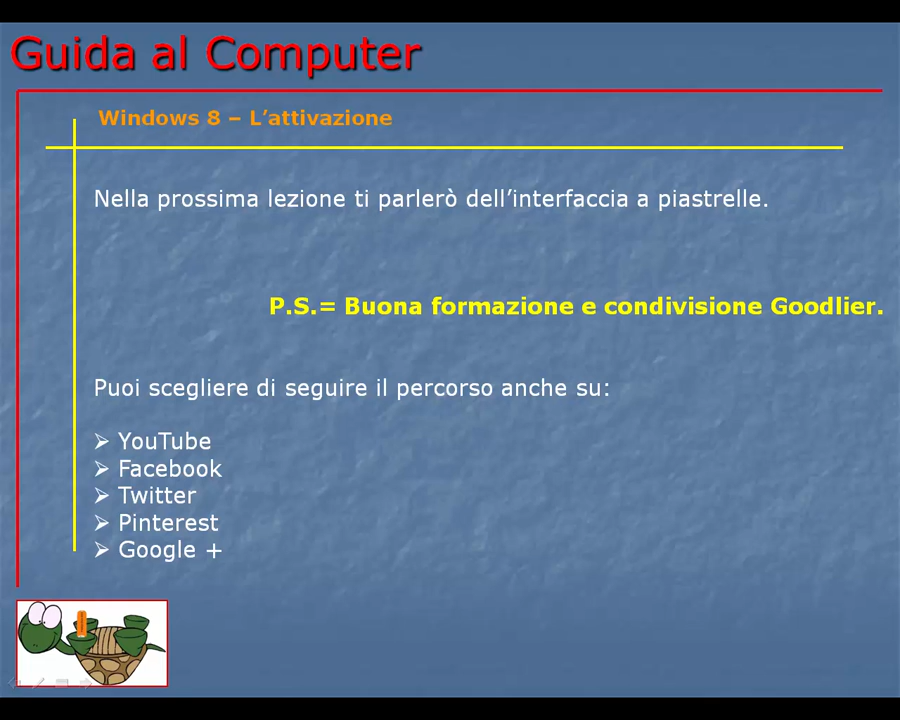 Guida al Computer
Windows 8 – L’attivazione
Nella prossima lezione ti parlerò dell’interfaccia a piastrelle.
P.S.= Buona formazione e condivisione Goodlier.
Puoi scegliere di seguire il percorso anche su:
➢ YouTube
➢ Facebook
➢ Twitter
➢ Pinterest
➢ Google +